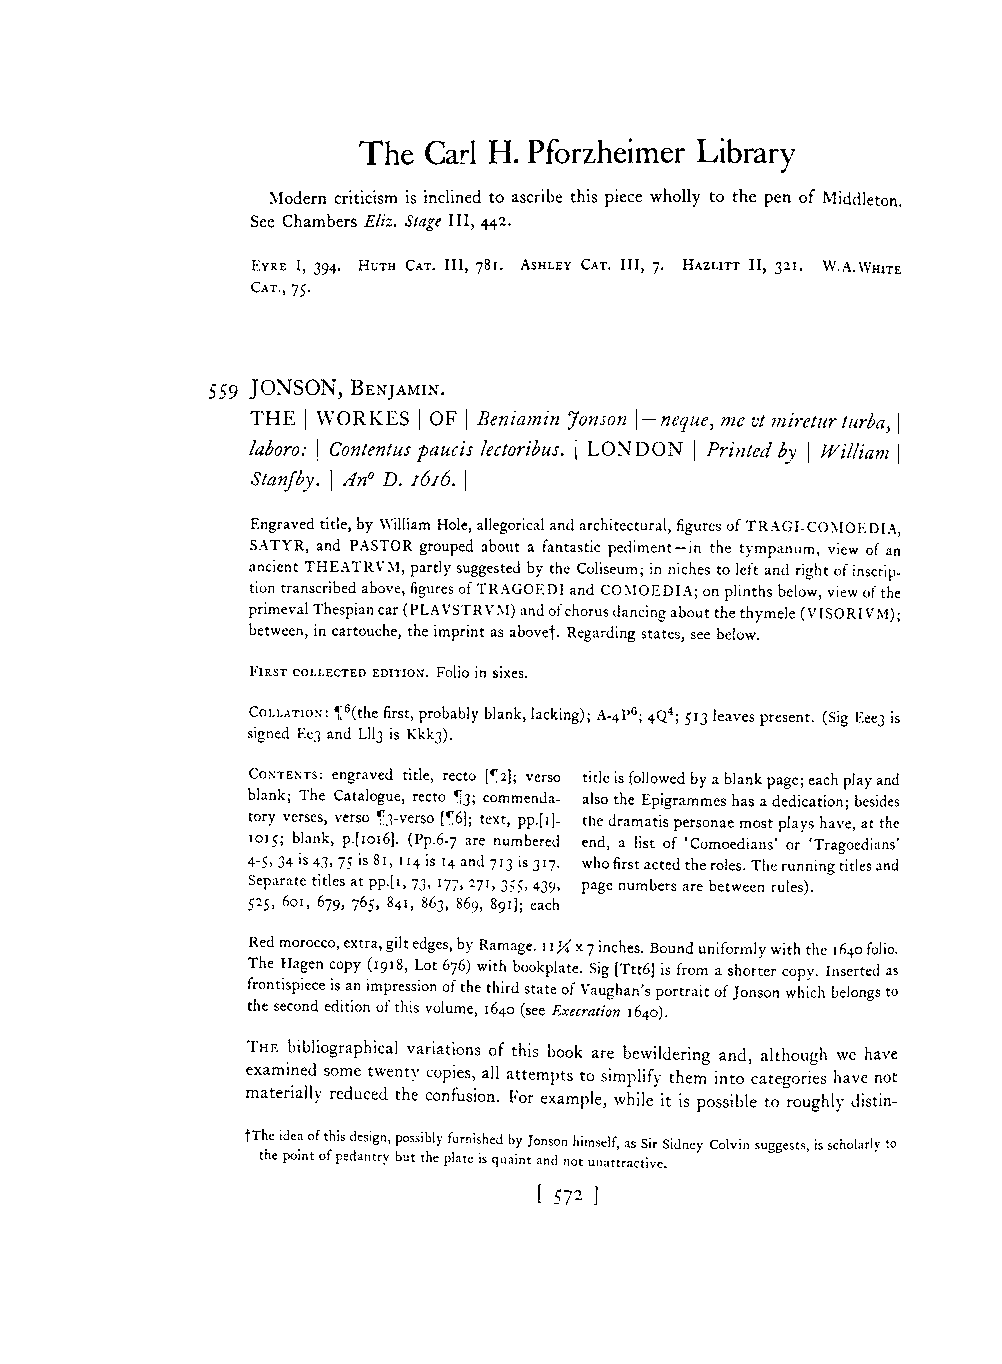 The Carl H. Pforzheimer Library
Modern criticism is inclined to ascribe this piece wholly to the pen of Middleton.
See Chambers Eliz. Stage III, 442.
EYRE I, 394. HUTH CAT. III, 781. ASHLEY CAT. III, 7. HAZLITT II, 321. W.A.WHITE
CAT., 75.
559 JONSON, BENJAMIN.
THE | WORKES | OF | Beniamin Jonson |—neque, me vt miretur turba, |
laboro: | Contentus paucis lectoribus. | LONDON | Printed by | William |
Stanſby. | Anº D. 1616. |
Engraved title, by William Hole, allegorical and architectural, figures of TRAGI-COMOEDIA,
SATYR, and PASTOR grouped about a fantastic pediment—in the tympanum, view of an
ancient THEATRVM, partly suggested by the Coliseum; in niches to left and right of inscrip-
tion transcribed above, figures of TRAGOEDI and COMOEDIA; on plinths below, view of the
primeval Thespian car (PLAVSTRVM) and of chorus dancing about the thymele (VISORIVM);
between, in cartouche, the imprint as above†. Regarding states, see below.
FIRST COLLECTED EDITION. Folio in sixes.
COLLATION: ¶⁶(the first, probably blank, lacking); A-4P⁶; 4Q⁴; 513 leaves present. (Sig Eee3 is
signed Ee3 and Lll3 is Kkk3).
CONTENTS: engraved title, recto [¶2]; verso
blank; The Catalogue, recto ¶3; commenda-
tory verses, verso ¶3-verso [¶6]; text, pp.[1]-
1015; blank, p.[1016]. (Pp.6-7 are numbered
4-5, 34 is 43, 75 is 81, 114 is 14 and 713 is 317.
Separate titles at pp.[1, 73, 177, 271, 355, 439,
525, 601, 679, 765, 841, 863, 869, 891]; each
title is followed by a blank page; each play and
also the Epigrammes has a dedication; besides
the dramatis personae most plays have, at the
end, a list of 'Comoedians' or 'Tragoedians'
who first acted the roles. The running titles and
page numbers are between rules).
Red morocco, extra, gilt edges, by Ramage. 11¼ x 7 inches. Bound uniformly with the 1640 folio.
The Hagen copy (1918, Lot 676) with bookplate. Sig [Ttt6] is from a shorter copy. Inserted as
frontispiece is an impression of the third state of Vaughan's portrait of Jonson which belongs to
the second edition of this volume, 1640 (see Execration 1640).
THE bibliographical variations of this book are bewildering and, although we have
examined some twenty copies, all attempts to simplify them into categories have not
materially reduced the confusion. For example, while it is possible to roughly distin-
†The idea of this design, possibly furnished by Jonson himself, as Sir Sidney Colvin suggests, is scholarly to
the point of pedantry but the plate is quaint and not unattractive.
[ 572 ]